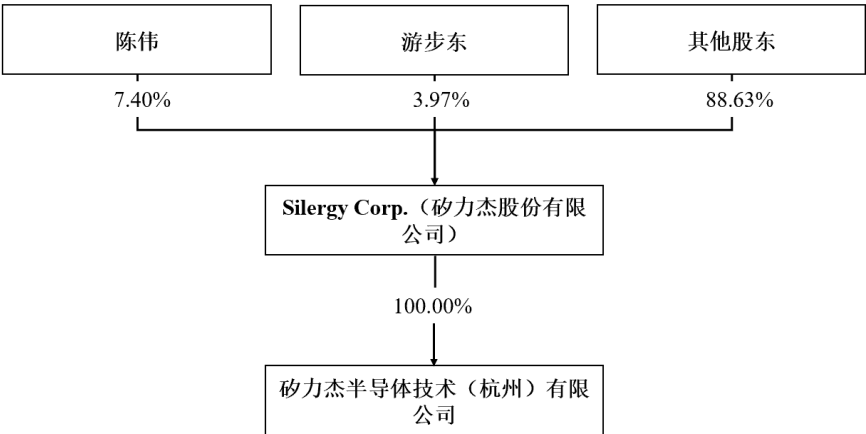 陈伟
游步东
其他股东
7.40%
3.97%
88.63%
Silergy Corp.（矽力杰股份有限
公司）
100.00%
矽力杰半导体技术（杭州）有限
公司